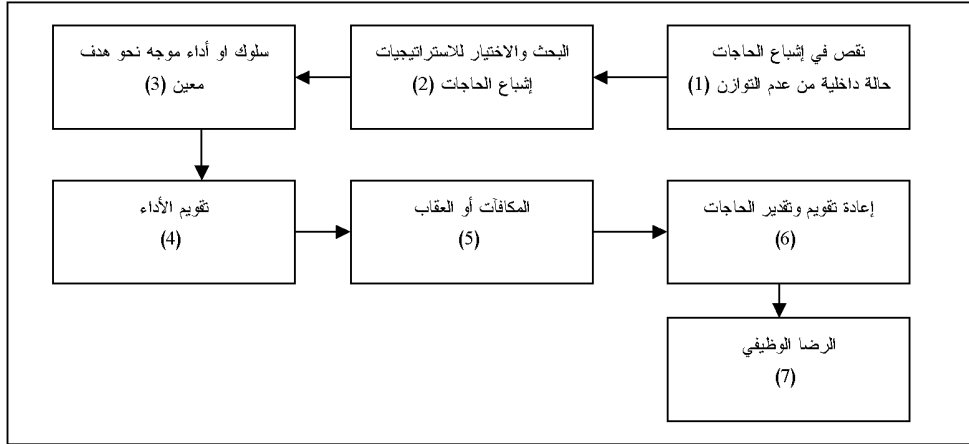 نقص في إشباع الحاجات
حالة داخلية من عدم التوازن (1)
البحث والاختيار للاستراتيجيات
إشباع الحاجات (2)
سلوك او أداء موجه نحو هدف
معين (3)
تقويم الأداء
(4)
المكافآت أو العقاب
(5)
إعادة تقويم وتقدير الحاجات
(6)
الرضا الوظيفي
(7)